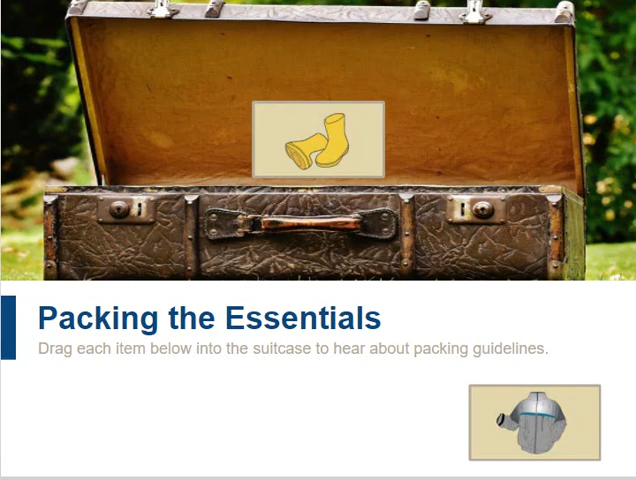 Packing the Essentials
Drag each item below into the suitcase to hear about packing guidelines.